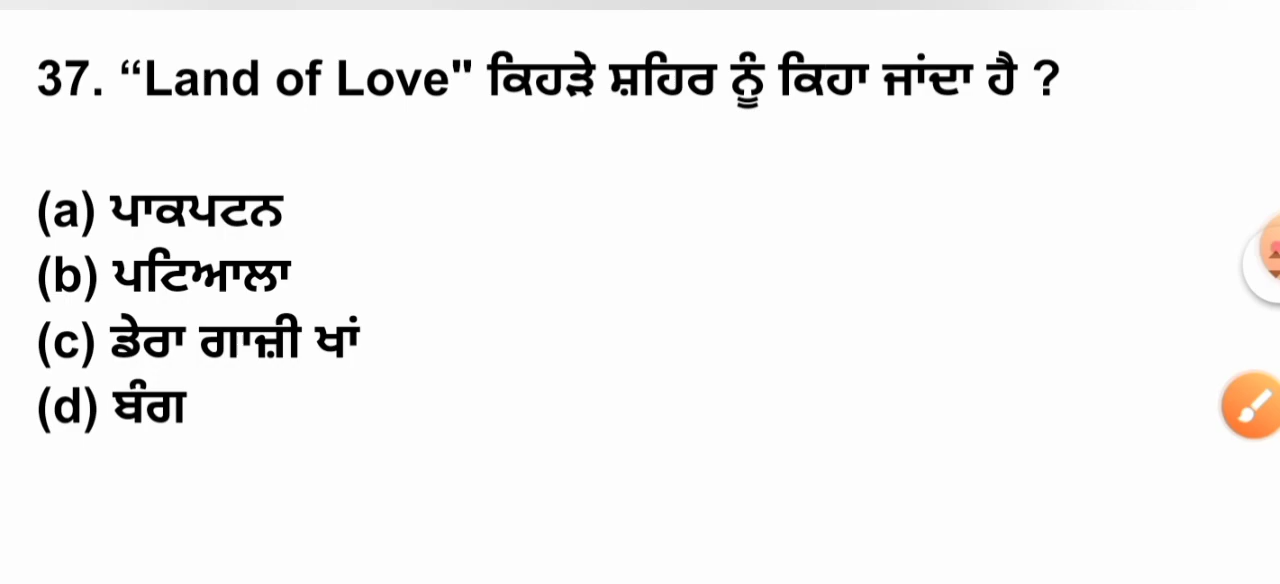 37. “Land of Love" ਕਿਹੜੇ ਸ਼ਹਿਰ ਨੂੰ ਕਿਹਾ ਜਾਂਦਾ ਹੈ ?
(a) ਪਾਕਪਟਨ
(b) ਪਟਿਆਲਾ
(c) ਡੇਰਾ ਗਾਜ਼ੀ ਖਾਂ
(d) ਬੰਗ